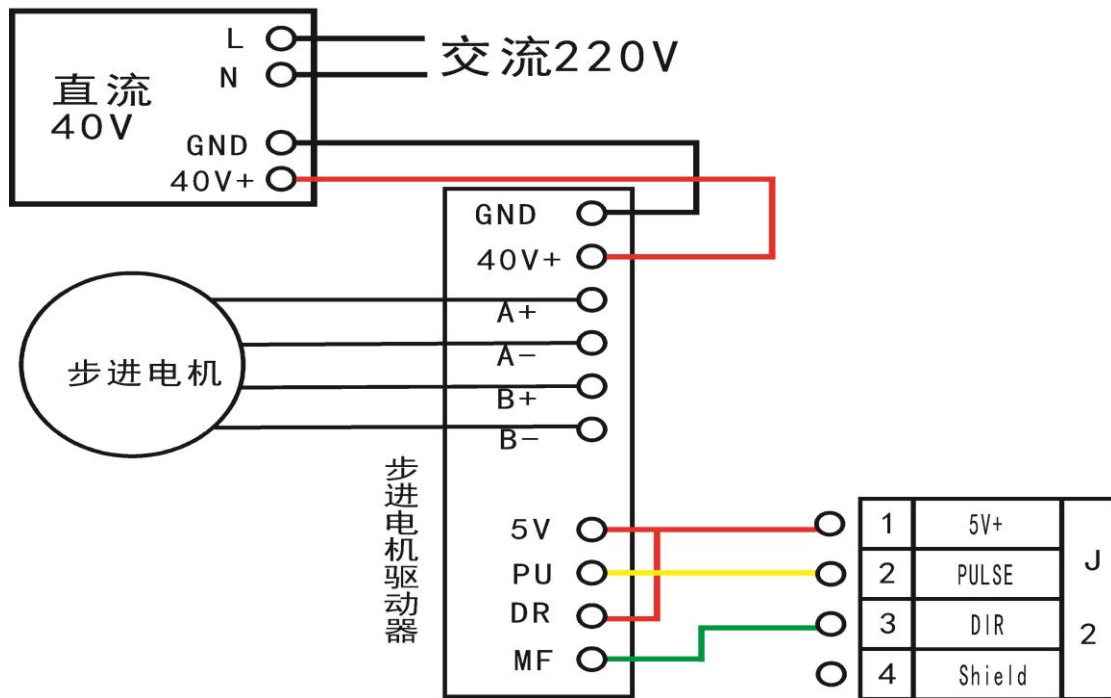 L
N
交流220V
直流
40V
GND
40V+
GND
40V+
A+
A-
B+
B-
步进电机
步进电机驱动器
5V
PU
DR
MF
1 5V+
2 PULSE
3 DIR
4 Shield
J
2